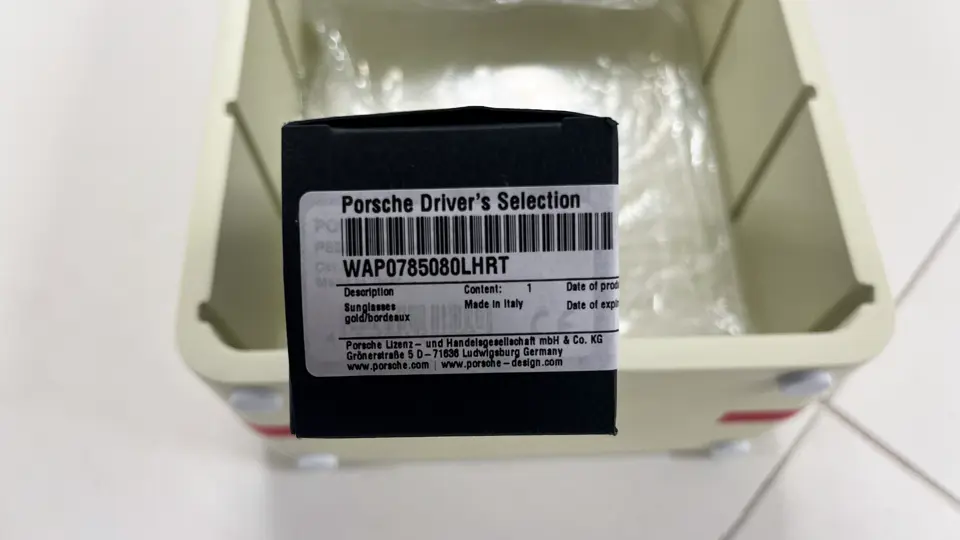 Porsche Driver's Selection
WAP0785080LHRT
Description Content: 1 Date of prod
Sunglasses Made in Italy Date of expir
gold/bordeaux
Porsche Lizenz- und Handelsgesellschaft mbH & Co. KG
Grönerstraße 5 D-71636 Ludwigsburg Germany
www.porsche.com | www.porsche-design.com